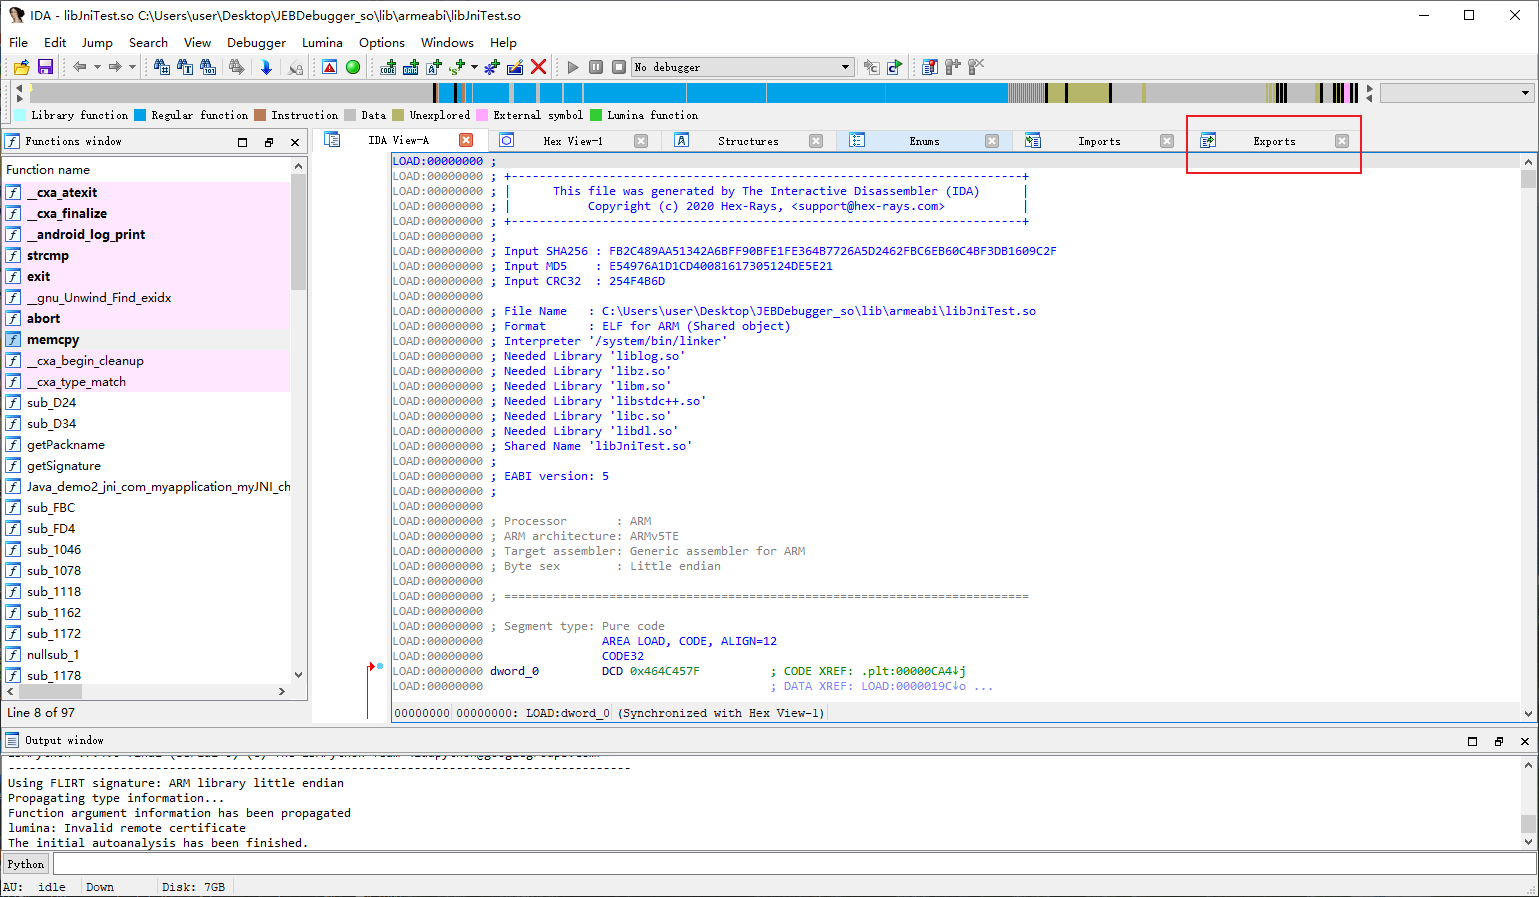 IDA - libJniTest.so C:\Users\user\Desktop\JEBDebugger_so\lib\armeabi\libJniTest.so
File Edit Jump Search View Debugger Lumina Options Windows Help
No debugger
Library function Regular function Instruction Data Unexplored External symbol Lumina function
Functions window
IDA View-A Hex View-1 Structures Enums Imports Exports
Function name
__cxa_atexit
__cxa_finalize
__android_log_print
strcmp
exit
__gnu_Unwind_Find_exidx
abort
memcpy
__cxa_begin_cleanup
__cxa_type_match
sub_D24
sub_D34
getPackname
getSignature
Java_demo2_jni_com_myapplication_myJNI_ch
sub_FBC
sub_FD4
sub_1046
sub_1078
sub_1118
sub_1162
sub_1172
nullsub_1
sub_1178
Line 8 of 97
LOAD:00000000 ;
LOAD:00000000 ; +-------------------------------------------------------------------------+
LOAD:00000000 ; |      This file was generated by The Interactive Disassembler (IDA)      |
LOAD:00000000 ; |           Copyright (c) 2020 Hex-Rays, <support@hex-rays.com>           |
LOAD:00000000 ; +-------------------------------------------------------------------------+
LOAD:00000000 ;
LOAD:00000000 ; Input SHA256 : FB2C489AA51342A6BFF90BFE1FE364B7726A5D2462FBC6EB60C4BF3DB1609C2F
LOAD:00000000 ; Input MD5    : E54976A1D1CD40081617305124DE5E21
LOAD:00000000 ; Input CRC32  : 254F4B6D
LOAD:00000000
LOAD:00000000 ; File Name   : C:\Users\user\Desktop\JEBDebugger_so\lib\armeabi\libJniTest.so
LOAD:00000000 ; Format      : ELF for ARM (Shared object)
LOAD:00000000 ; Interpreter '/system/bin/linker'
LOAD:00000000 ; Needed Library 'liblog.so'
LOAD:00000000 ; Needed Library 'libz.so'
LOAD:00000000 ; Needed Library 'libm.so'
LOAD:00000000 ; Needed Library 'libstdc++.so'
LOAD:00000000 ; Needed Library 'libc.so'
LOAD:00000000 ; Needed Library 'libdl.so'
LOAD:00000000 ; Shared Name 'libJniTest.so'
LOAD:00000000 ;
LOAD:00000000 ; EABI version: 5
LOAD:00000000 ;
LOAD:00000000
LOAD:00000000 ; Processor       : ARM
LOAD:00000000 ; ARM architecture: ARMv5TE
LOAD:00000000 ; Target assembler: Generic assembler for ARM
LOAD:00000000 ; Byte sex        : Little endian
LOAD:00000000
LOAD:00000000 ; ===========================================================================
LOAD:00000000
LOAD:00000000 ; Segment type: Pure code
LOAD:00000000 AREA LOAD, CODE, ALIGN=12
LOAD:00000000 CODE32
LOAD:00000000 dword_0 DCD 0x464C457F ; CODE XREF: .plt:00000CA4↓j
LOAD:00000000 ; DATA XREF: LOAD:0000019C↓o ...
00000000 00000000: LOAD:dword_0 (Synchronized with Hex View-1)
Output window
-----------------------------------------------------------------------------------------
Using FLIRT signature: ARM library little endian
Propagating type information...
Function argument information has been propagated
lumina: Invalid remote certificate
The initial autoanalysis has been finished.
Python
AU: idle Down Disk: 7GB